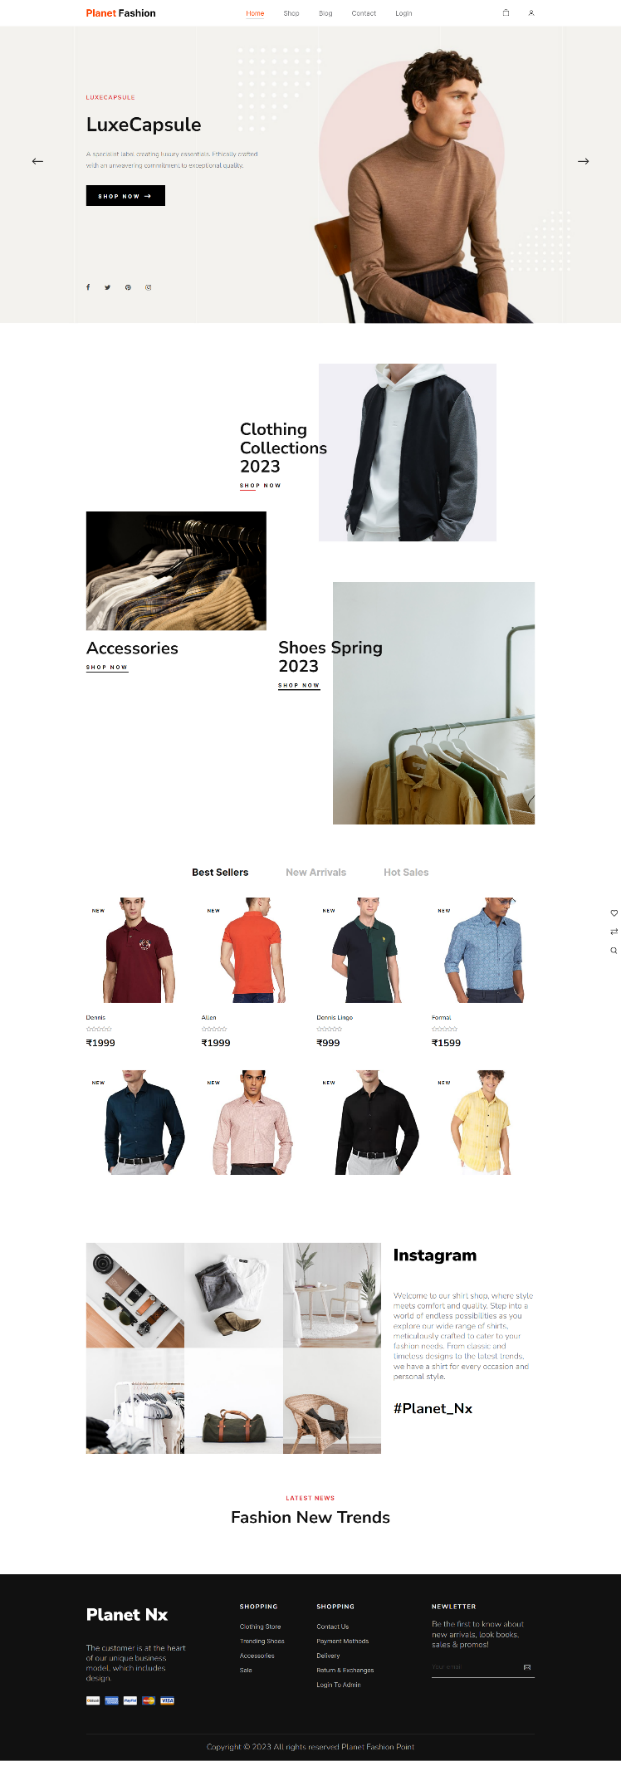 Planet Fashion
Home
Shop
Blog
Contact
Login
LUXECAPSULE
LuxeCapsule
A special label creating luxury essentials. Ethically crafted
with an unwavering commitment to exceptional quality.
SHOP NOW
Clothing
Collections
2023
SHOP NOW
Accessories
SHOP NOW
Shoes Spring
2023
SHOP NOW
Best Sellers
New Arrivals
Hot Sales
NEW
NEW
NEW
NEW
Dennis
Allen
Dennis Lingo
Formal
₹1999
₹1999
₹999
₹1599
NEW
NEW
NEW
NEW
Instagram
Welcome to our shirt shop, where style
meets comfort and quality. Step into a
world of endless possibilities as you
explore our wide range of shirts,
meticulously crafted to cater to your
fashion needs. From classic and
timeless designs to the latest trends,
we have a shirt for every occasion and
personal style.
#Planet_Nx
LATEST NEWS
Fashion New Trends
Planet Nx
The customer is at the heart
of our unique business
model, which includes
design.
PayPal
VISA
SHOPPING
Clothing Store
Trending Shoes
Accessories
Sale
SHOPPING
Contact Us
Payment Methods
Delivery
Return & Exchanges
Login To Admin
NEWLETTER
Be the first to know about
new arrivals, look books,
sales & promos!
Your email
Copyright © 2023 All rights reserved Planet Fashion Point